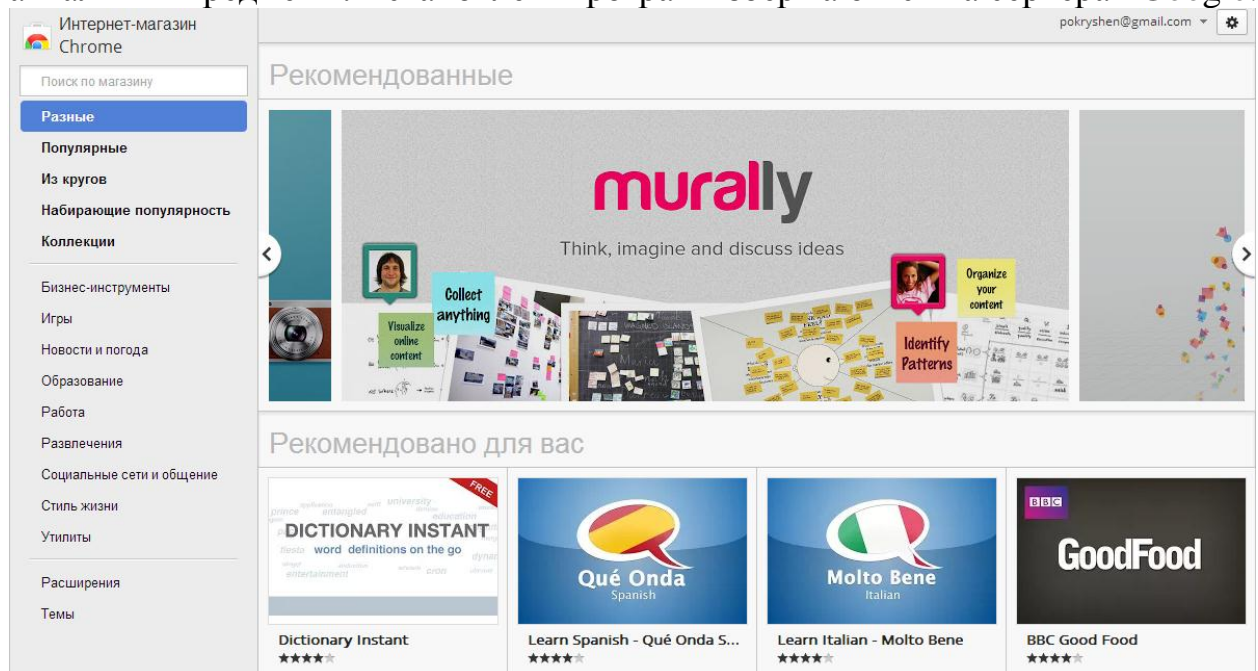 Интернет-магазин
Chrome
pokryshen@gmail.com
Поиск по магазину
Разные
Популярные
Из кругов
Набирающие популярность
Коллекции
Бизнес-инструменты
Игры
Новости и погода
Образование
Работа
Развлечения
Социальные сети и общение
Стиль жизни
Утилиты
Расширения
Темы
Рекомендованные
murally
Think, imagine and discuss ideas
Collect
anything
Visualize
online
content
Organize
your
content
Identify
Patterns
Рекомендовано для вас
FREE
DICTIONARY INSTANT
word definitions on the go
Dictionary Instant
Qué Onda
Spanish
Learn Spanish - Qué Onda S...
Molto Bene
Italian
Learn Italian - Molto Bene
BBC
GoodFood
BBC Good Food